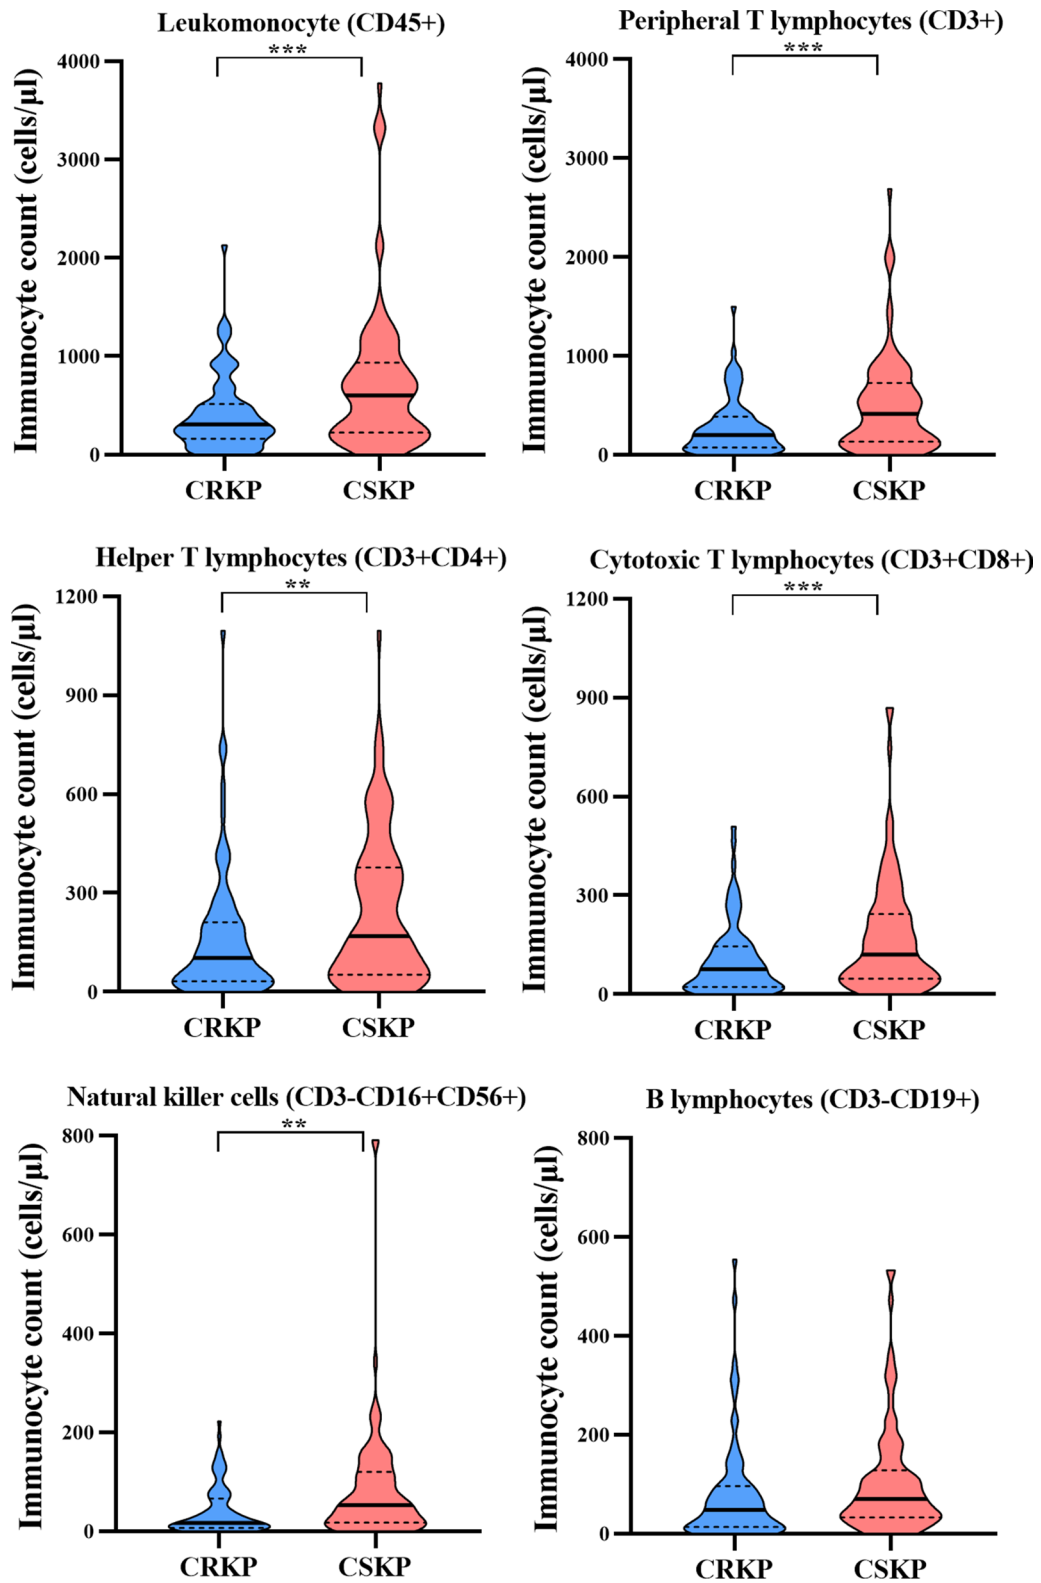 Leukomonocyte (CD45+)
***
Immunocyte count (cells/µl)
4000
3000
2000
1000
0
CRKP
CSKP
Peripheral T lymphocytes (CD3+)
***
Immunocyte count (cells/µl)
4000
3000
2000
1000
0
CRKP
CSKP
Helper T lymphocytes (CD3+CD4+)
**
Immunocyte count (cells/µl)
1200
900
600
300
0
CRKP
CSKP
Cytotoxic T lymphocytes (CD3+CD8+)
***
Immunocyte count (cells/µl)
1200
900
600
300
0
CRKP
CSKP
Natural killer cells (CD3-CD16+CD56+)
**
Immunocyte count (cells/µl)
800
600
400
200
0
CRKP
CSKP
B lymphocytes (CD3-CD19+)
Immunocyte count (cells/µl)
800
600
400
200
0
CRKP
CSKP